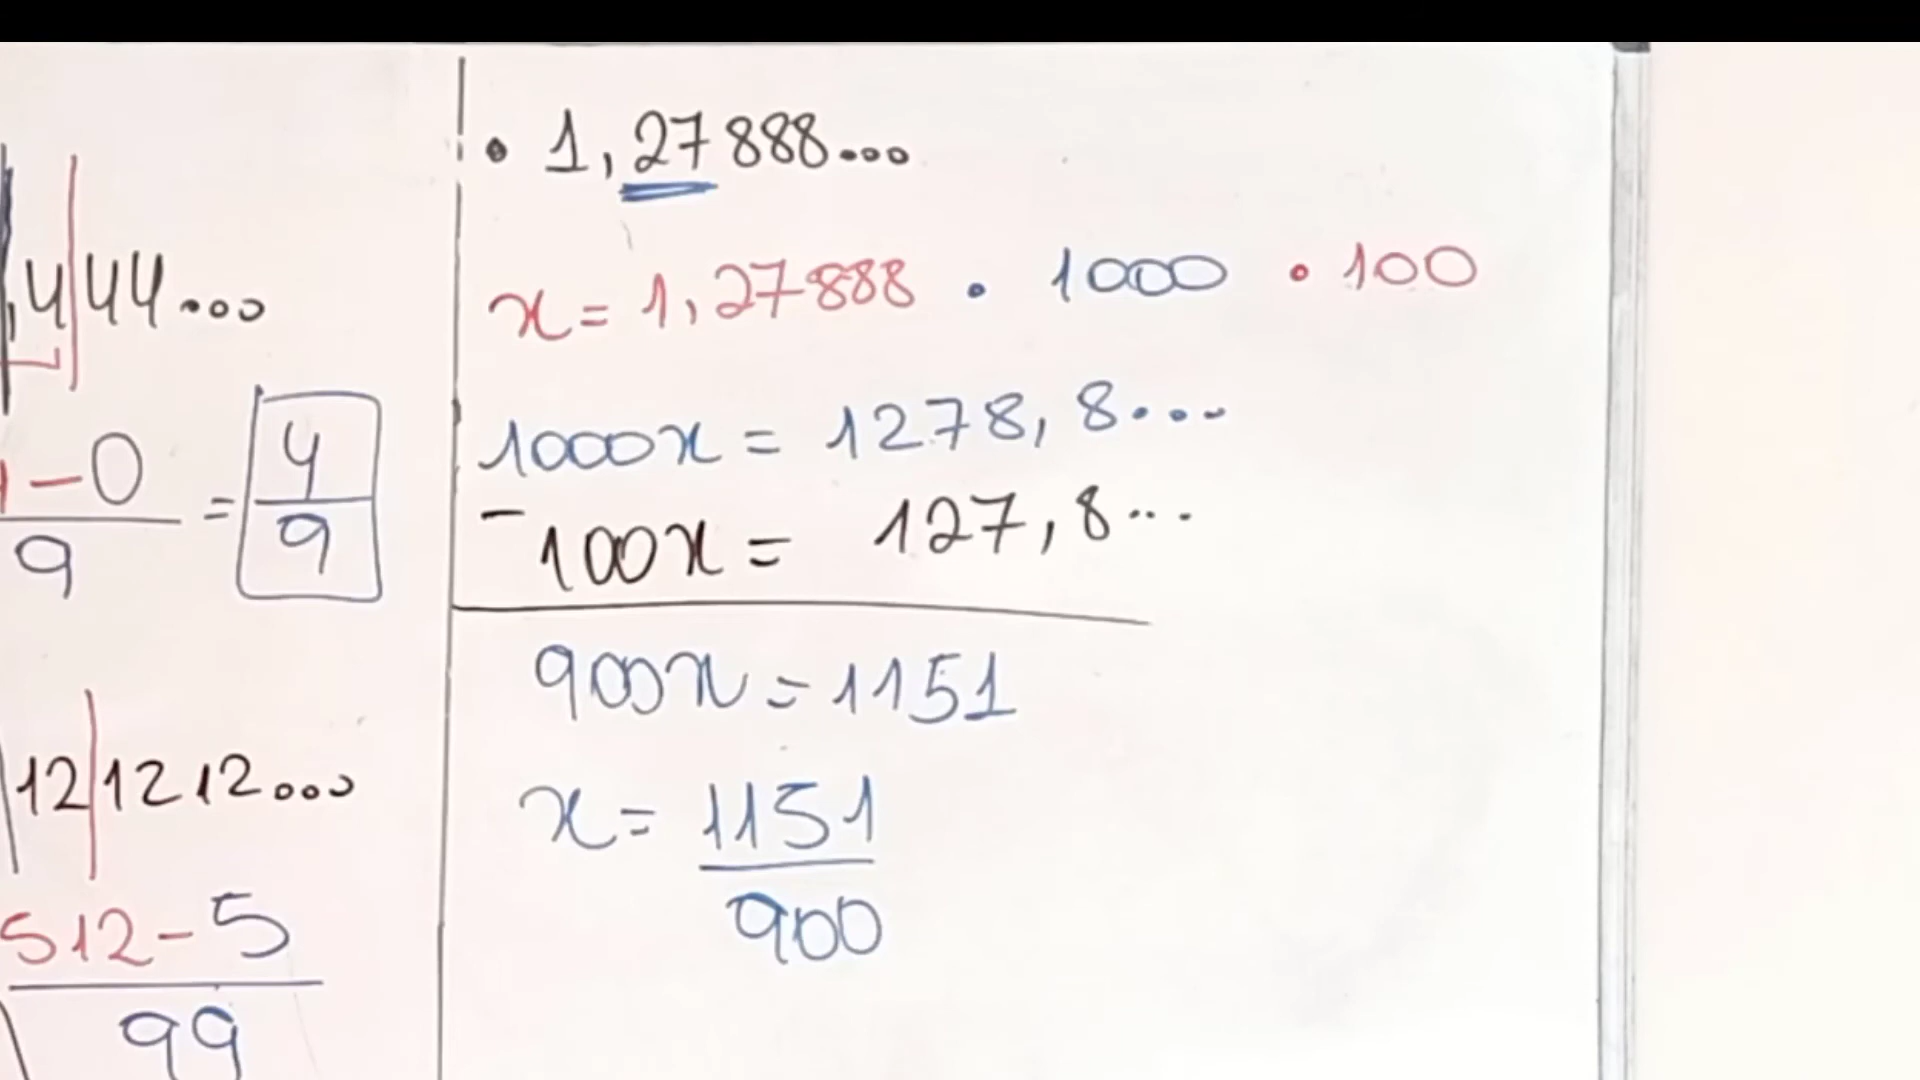 ,4|44...
1-0 = 4
9 9
12|1212...
512-5
99
• 1,27888...
x = 1,27888 • 1000 • 100
1000x = 1278,8...
- 100x = 127,8...
900x = 1151
x = 1151
900